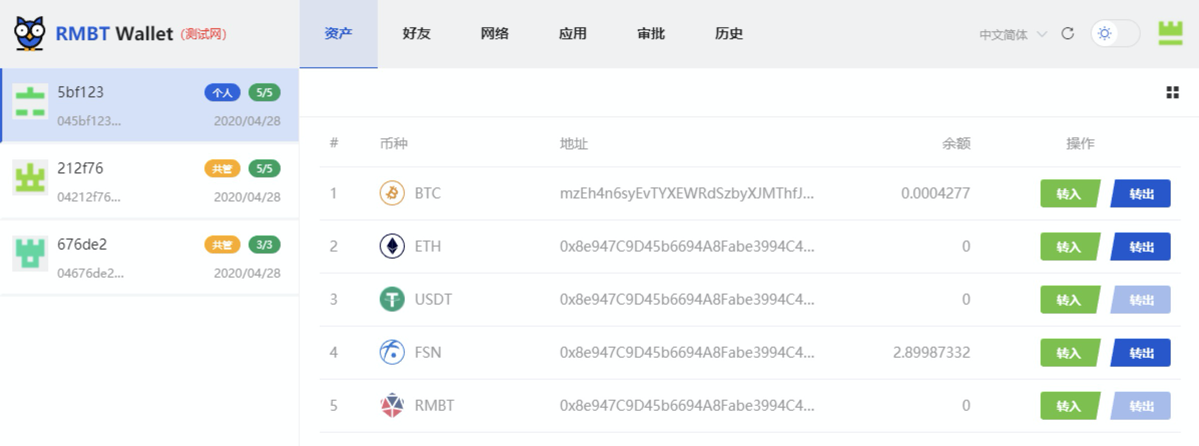 RMBT Wallet (测试网) 资产 好友 网络 应用 审批 历史 中文简体
5bf123 个人 5/5
045bf123... 2020/04/28
212f76 共管 5/5
04212f76... 2020/04/28
676de2 共管 3/3
04676de2... 2020/04/28
# 币种 地址 余额 操作
1 BTC mzEh4n6syEvTYXEWRdSzbyXJMThfJ... 0.0004277 转入 转出
2 ETH 0x8e947C9D45b6694A8Fabe3994C4... 0 转入 转出
3 USDT 0x8e947C9D45b6694A8Fabe3994C4... 0 转入 转出
4 FSN 0x8e947C9D45b6694A8Fabe3994C4... 2.89987332 转入 转出
5 RMBT 0x8e947C9D45b6694A8Fabe3994C4... 0 转入 转出